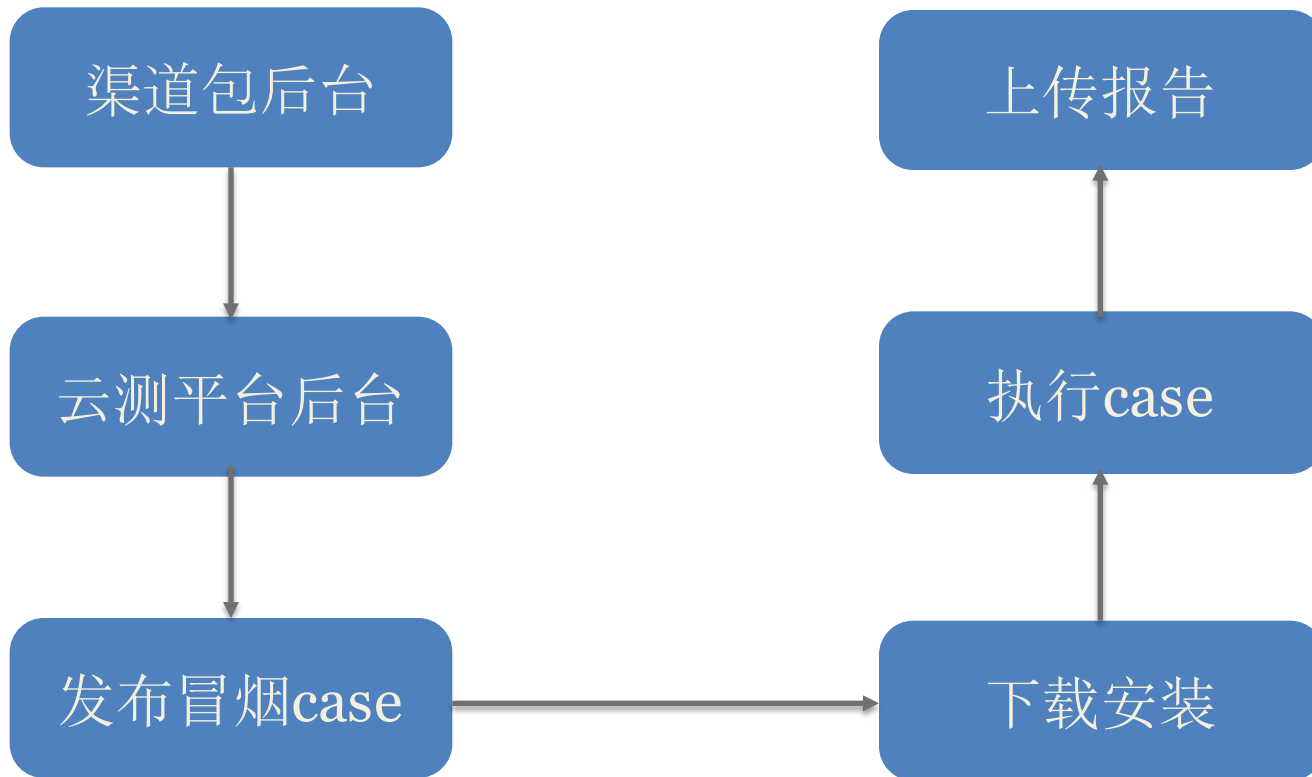 渠道包后台
上传报告
云测平台后台
执行case
发布冒烟case
下载安装